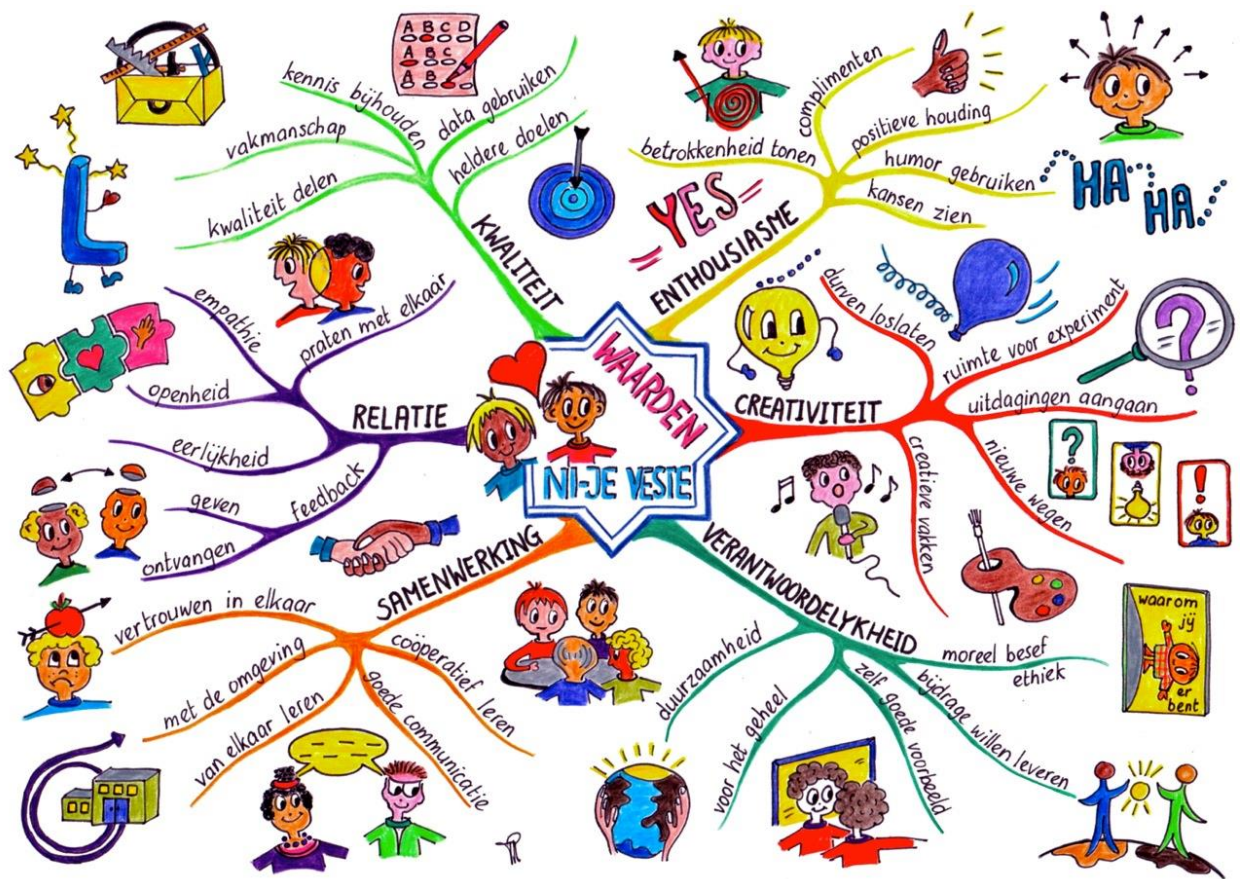 WAARDEN
NI-JE VESTE
KWALITEIT
kwaliteit delen
vakmanschap
kennis bijhouden
data gebruiken
heldere doelen
A B C D
A B C
A B
ENTHOUSIASME
YES
betrokkenheid tonen
complimenten
positieve houding
humor gebruiken
kansen zien
HA HA
CREATIVITEIT
durven loslaten
ruimte voor experiment
?
uitdagingen aangaan
nieuwe wegen
?
!
creatieve vakken
VERANTWOORDELYKHEID
moreel besef
ethiek
waarom
jij
er
bent
bijdrage willen leveren
zelf goede voorbeeld
voor het geheel
duurzaamheid
SAMENWERKING
coöperatief leren
goede communicatie
van elkaar leren
met de omgeving
vertrouwen in elkaar
RELATIE
feedback
geven
ontvangen
eerlijkheid
openheid
empathie
praten met elkaar